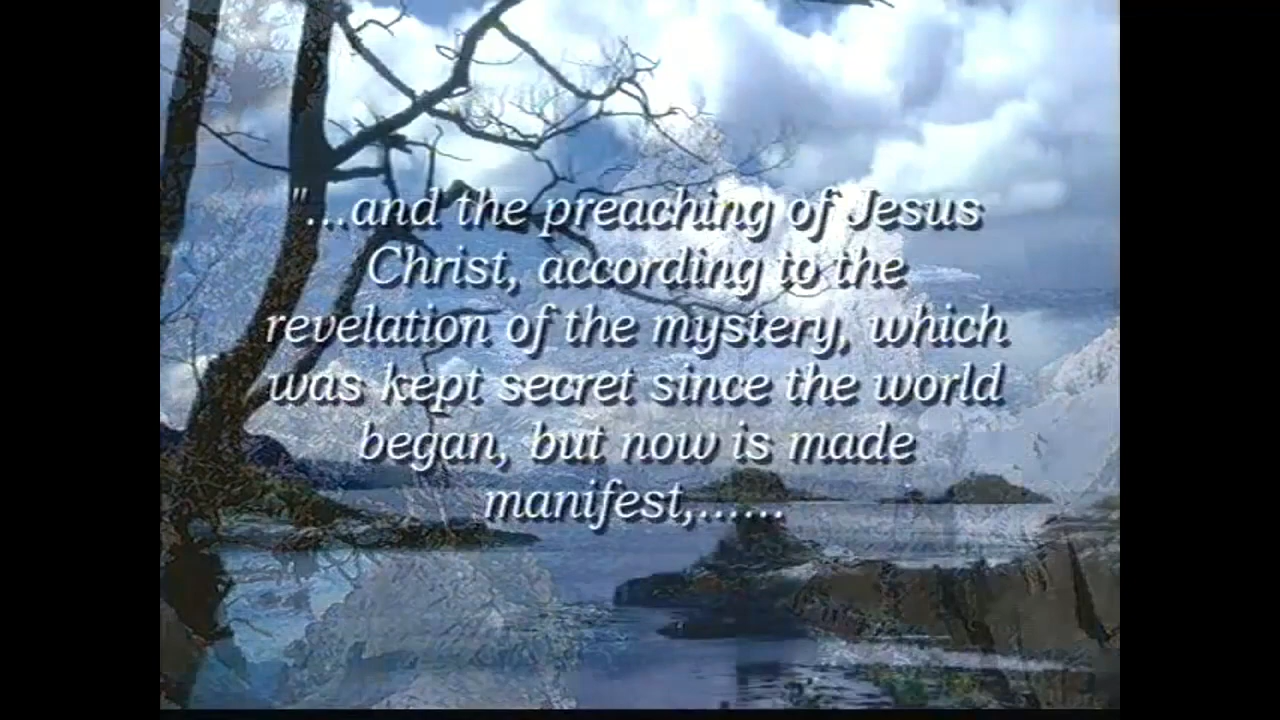 "...and the preaching of Jesus
Christ, according to the
revelation of the mystery, which
was kept secret since the world
began, but now is made
manifest,......